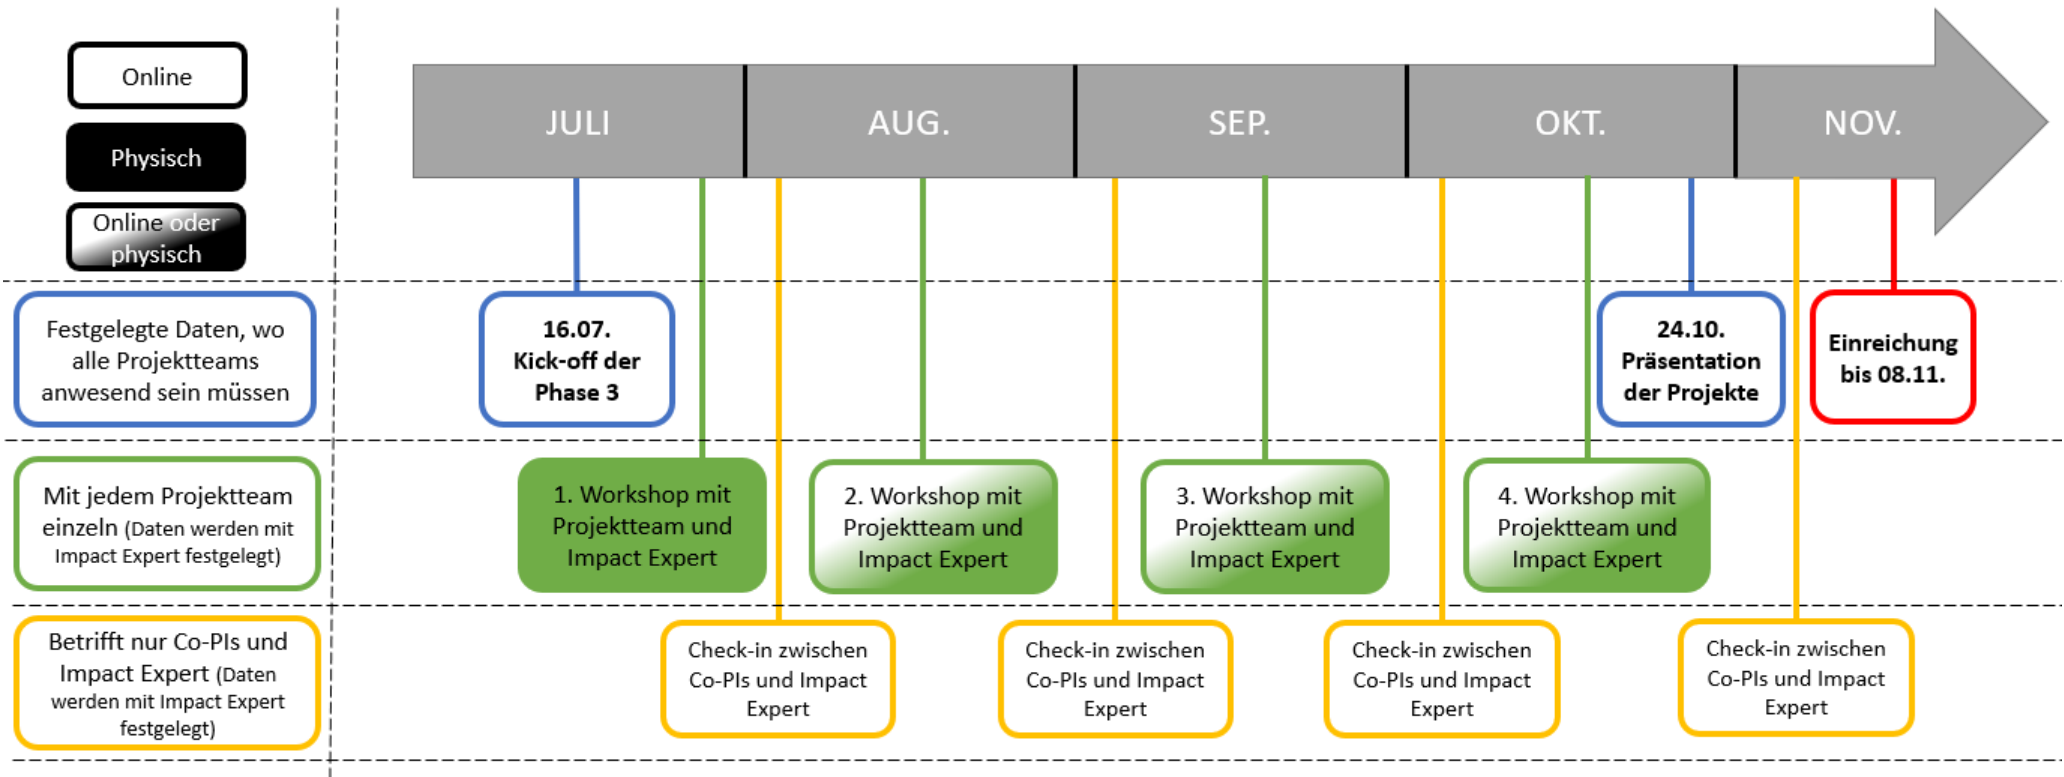 Online
Physisch
Online oder
physisch
JULI
AUG.
SEP.
OKT.
NOV.
Festgelegte Daten, wo
alle Projektteams
anwesend sein müssen
16.07.
Kick-off der
Phase 3
24.10.
Präsentation
der Projekte
Einreichung
bis 08.11.
Mit jedem Projektteam
einzeln (Daten werden mit
Impact Expert festgelegt)
1. Workshop mit
Projektteam und
Impact Expert
2. Workshop mit
Projektteam und
Impact Expert
3. Workshop mit
Projektteam und
Impact Expert
4. Workshop mit
Projektteam und
Impact Expert
Betrifft nur Co-PIs und
Impact Expert (Daten
werden mit Impact Expert
festgelegt)
Check-in zwischen
Co-PIs und Impact
Expert
Check-in zwischen
Co-PIs und Impact
Expert
Check-in zwischen
Co-PIs und Impact
Expert
Check-in zwischen
Co-PIs und Impact
Expert